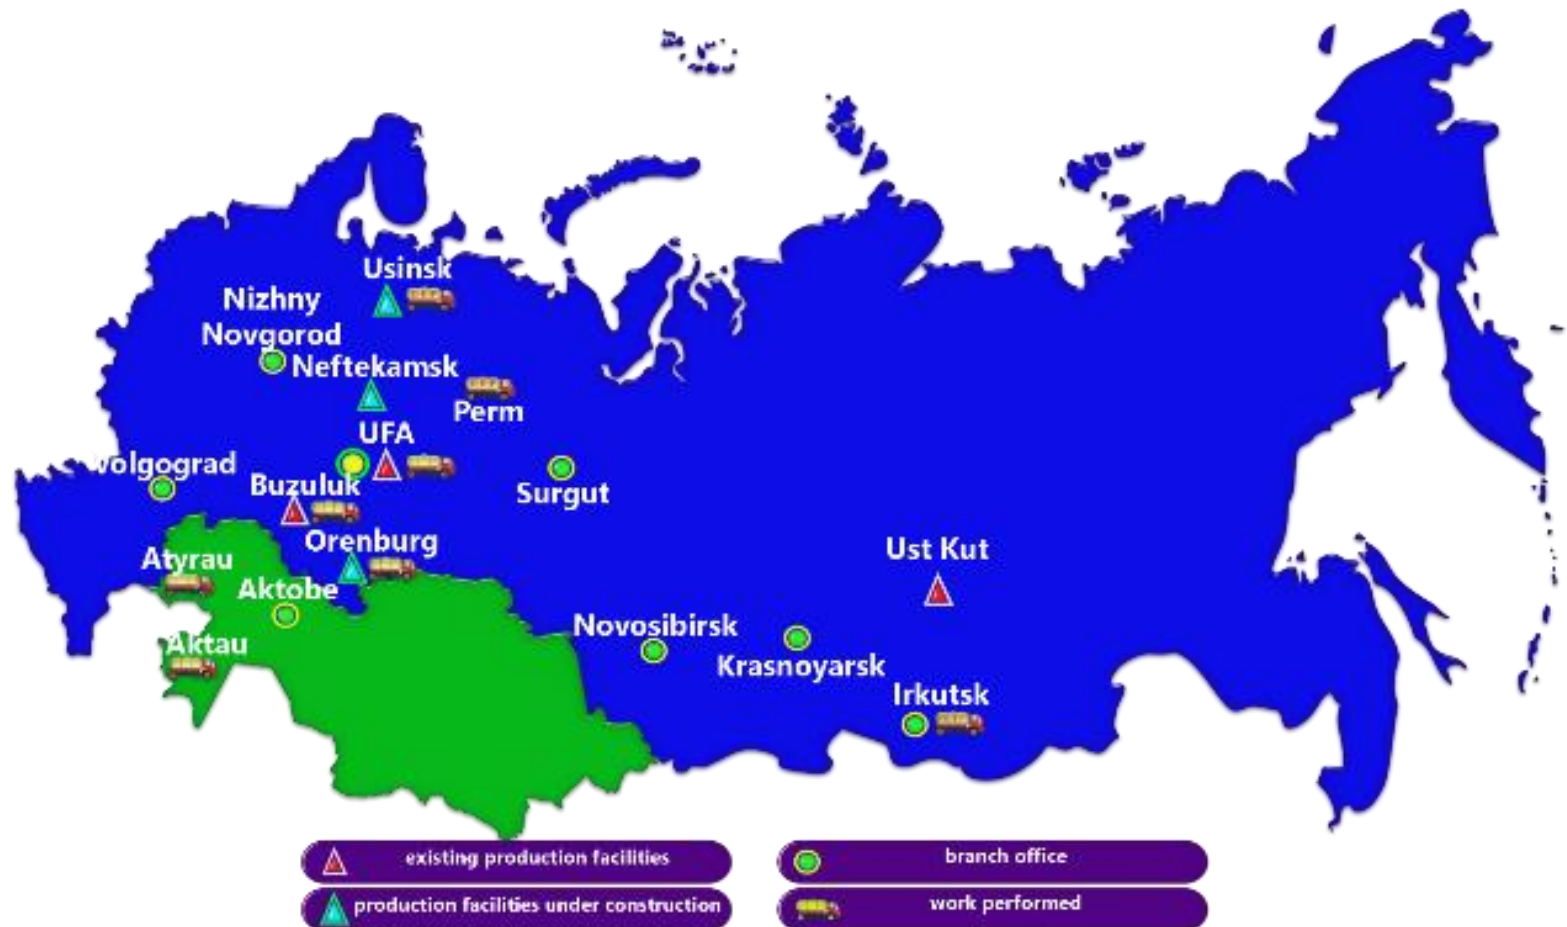 Usinsk
Nizhny
Novgorod
Neftekamsk
Perm
UFA
Volgograd
Buzuluk
Surgut
Orenburg
Atyrau
Aktobe
Ust Kut
Aktau
Novosibirsk
Krasnoyarsk
Irkutsk
existing production facilities
branch office
production facilities under construction
work performed